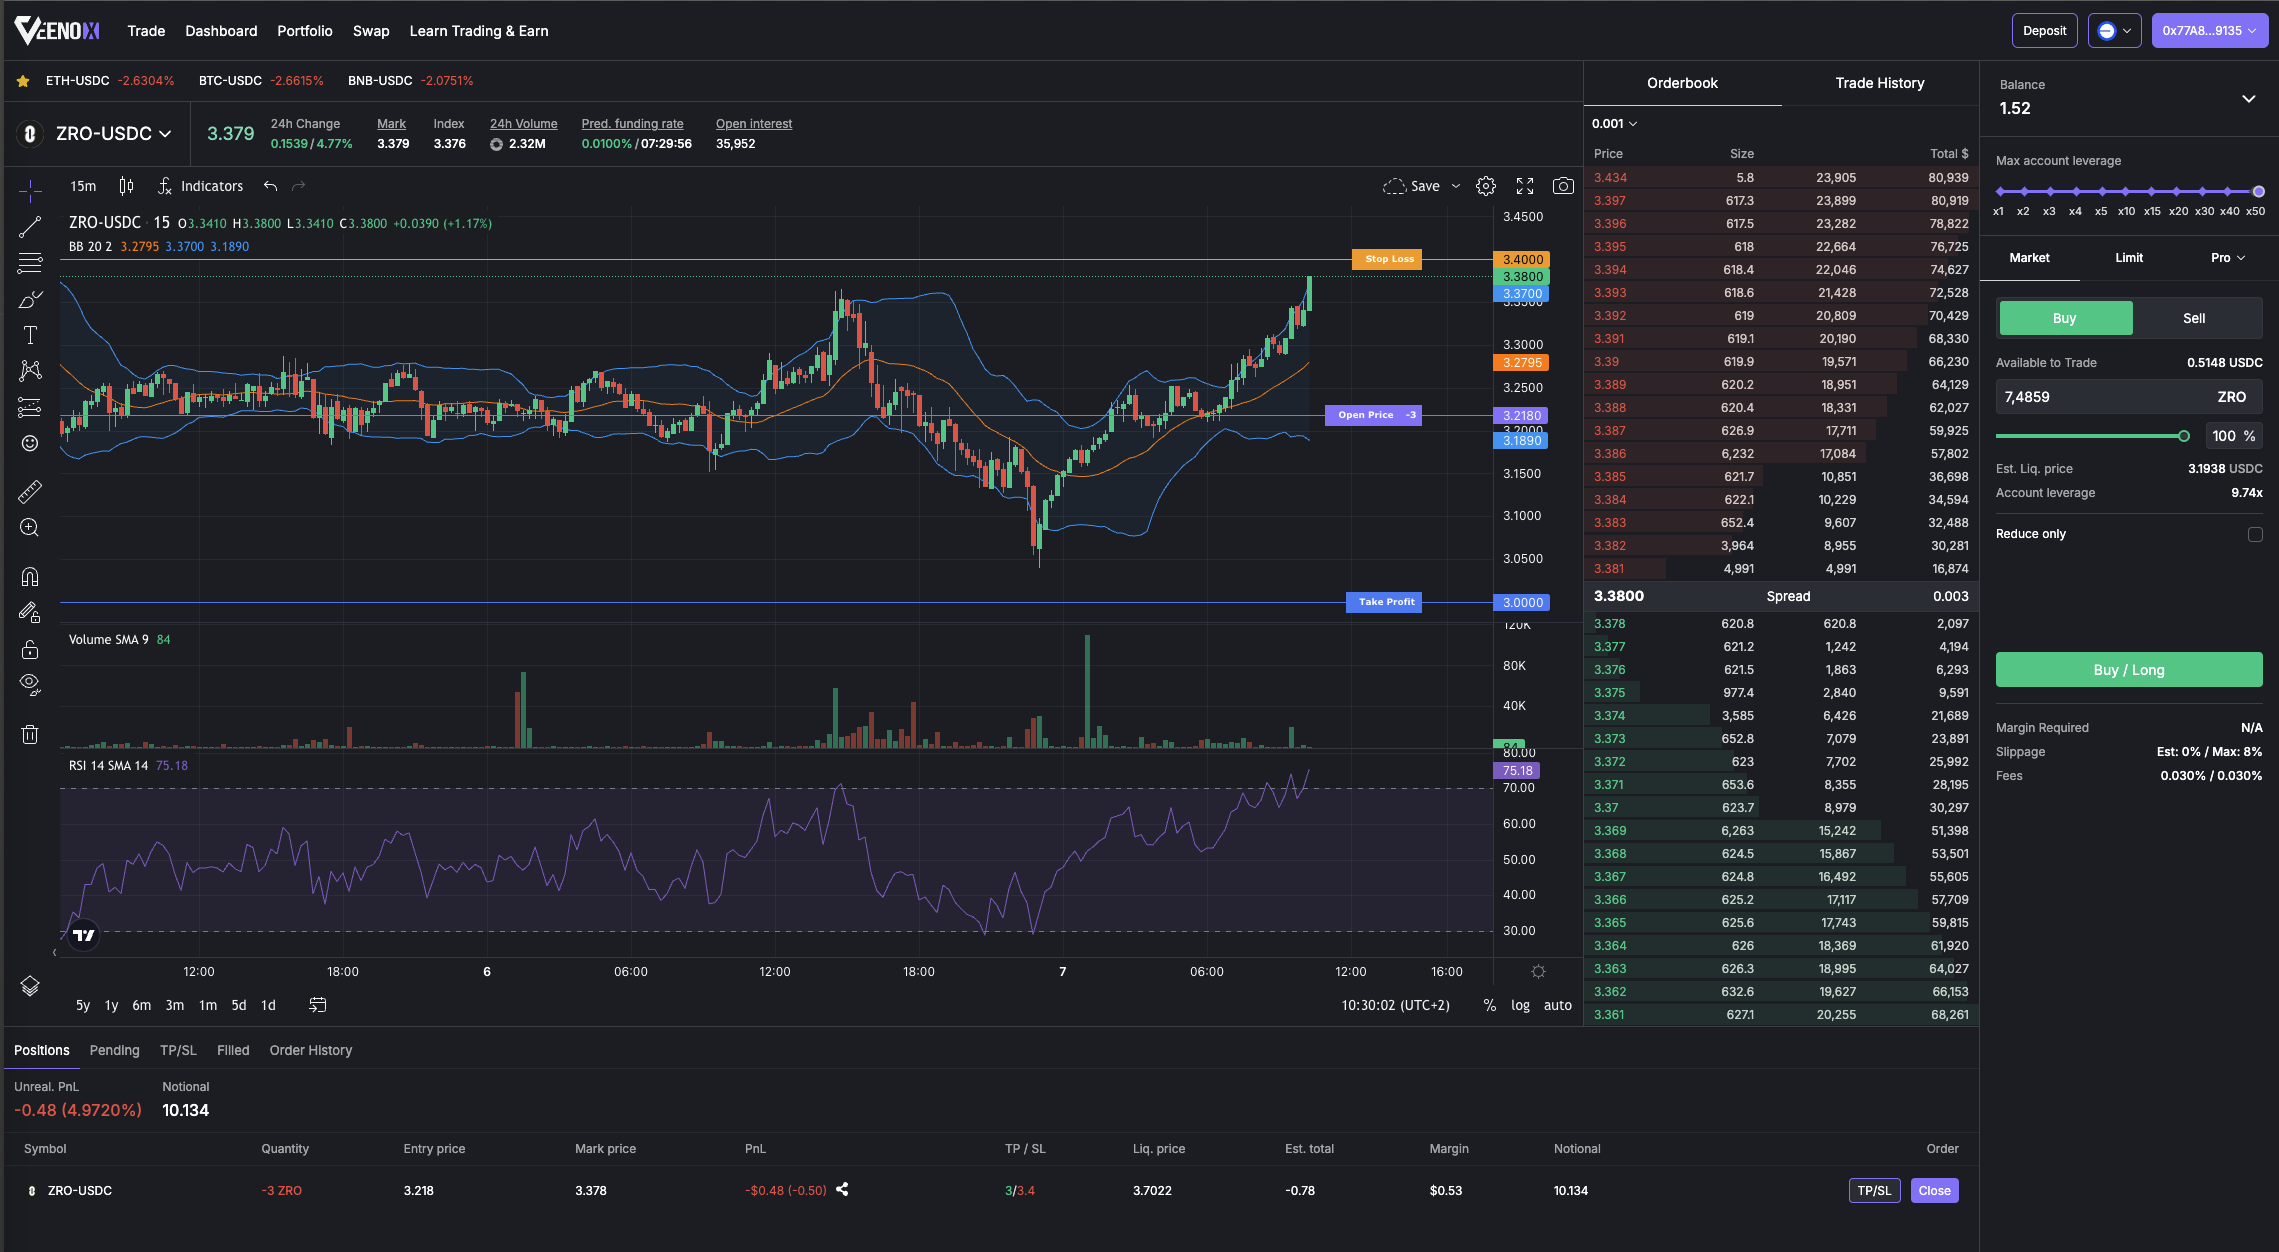 VEENOX Trade Dashboard Portfolio Swap Learn Trading & Earn Deposit 0x77A8...9135
ETH-USDC -2.6304% BTC-USDC -2.6615% BNB-USDC -2.0751%
ZRO-USDC 3.379
24h Change Mark Index 24h Volume Pred. funding rate Open interest
0.1539 / 4.77% 3.379 3.376 2.32M 0.0100% / 07:29:56 35,952
15m Indicators Save
ZRO-USDC · 15 O3.3410 H3.3800 L3.3410 C3.3800 +0.0390 (+1.17%)
BB 20 2 3.2795 3.3700 3.1890
3.4500
Stop Loss 3.4000
3.3800
3.3700
3.3000
3.2795
3.2500
Open Price -3 3.2180
3.2000
3.1890
3.1500
3.1000
3.0500
Take Profit 3.0000
Volume SMA 9 84
120K
80K
40K
84
RSI 14 SMA 14 75.18
80.00
75.18
70.00
60.00
50.00
40.00
30.00
12:00 18:00 6 06:00 12:00 18:00 7 06:00 12:00 16:00
5y 1y 6m 3m 1m 5d 1d 10:30:02 (UTC+2) % log auto
Orderbook Trade History
0.001
Price Size Total $
3.434 5.8 23,905 80,939
3.397 617.3 23,899 80,919
3.396 617.5 23,282 78,822
3.395 618 22,664 76,725
3.394 618.4 22,046 74,627
3.393 618.6 21,428 72,528
3.392 619 20,809 70,429
3.391 619.1 20,190 68,330
3.39 619.9 19,571 66,230
3.389 620.2 18,951 64,129
3.388 620.4 18,331 62,027
3.387 626.9 17,711 59,925
3.386 6,232 17,084 57,802
3.385 621.7 10,851 36,698
3.384 622.1 10,229 34,594
3.383 652.4 9,607 32,488
3.382 3,964 8,955 30,281
3.381 4,991 4,991 16,874
3.3800 Spread 0.003
3.378 620.8 620.8 2,097
3.377 621.2 1,242 4,194
3.376 621.5 1,863 6,293
3.375 977.4 2,840 9,591
3.374 3,585 6,426 21,689
3.373 652.8 7,079 23,891
3.372 623 7,702 25,992
3.371 653.6 8,355 28,195
3.37 623.7 8,979 30,297
3.369 6,263 15,242 51,398
3.368 624.5 15,867 53,501
3.367 624.8 16,492 55,605
3.366 625.2 17,117 57,709
3.365 625.6 17,743 59,815
3.364 626 18,369 61,920
3.363 626.3 18,995 64,027
3.362 632.6 19,627 66,153
3.361 627.1 20,255 68,261
Balance
1.52
Max account leverage
x1 x2 x3 x4 x5 x10 x15 x20 x30 x40 x50
Market Limit Pro
Buy Sell
Available to Trade 0.5148 USDC
7,4859 ZRO
100 %
Est. Liq. price 3.1938 USDC
Account leverage 9.74x
Reduce only
Buy / Long
Margin Required N/A
Slippage Est: 0% / Max: 8%
Fees 0.030% / 0.030%
Positions Pending TP/SL Filled Order History
Unreal. PnL Notional
-0.48 (4.9720%) 10.134
Symbol Quantity Entry price Mark price PnL TP / SL Liq. price Est. total Margin Notional Order
ZRO-USDC -3 ZRO 3.218 3.378 -$0.48 (-0.50) 3/3.4 3.7022 -0.78 $0.53 10.134 TP/SL Close